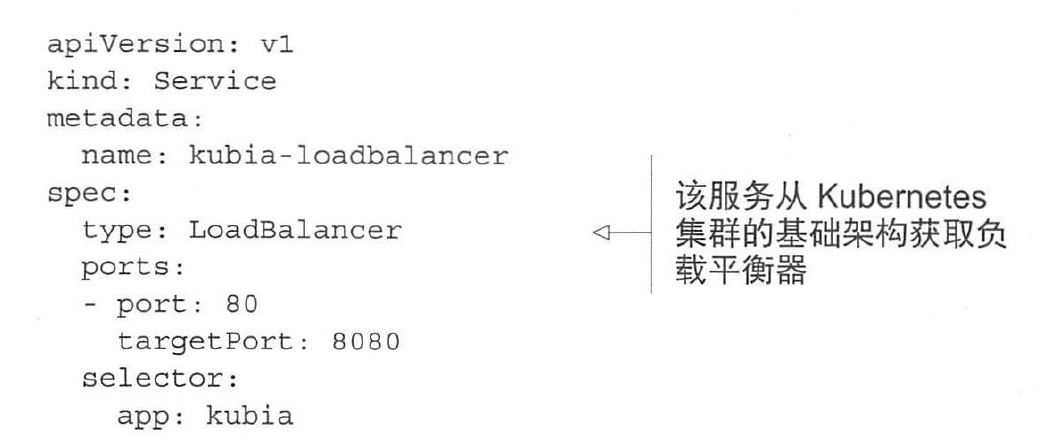 apiVersion: v1
kind: Service
metadata:
  name: kubia-loadbalancer
spec:
  type: LoadBalancer
  ports:
  - port: 80
    targetPort: 8080
  selector:
    app: kubia
该服务从 Kubernetes
集群的基础架构获取负
载平衡器